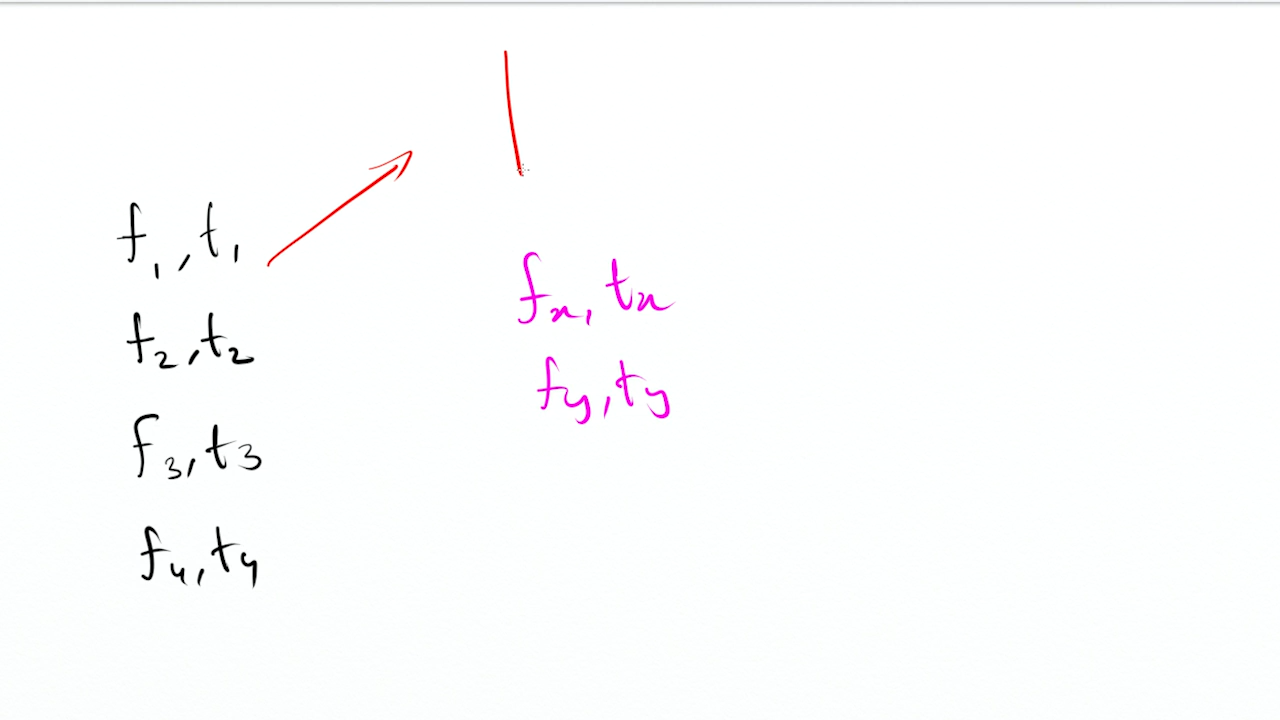 f₁, t₁
f₂, t₂
f₃, t₃
f₄, t₄
fₓ, tₓ
fy, ty